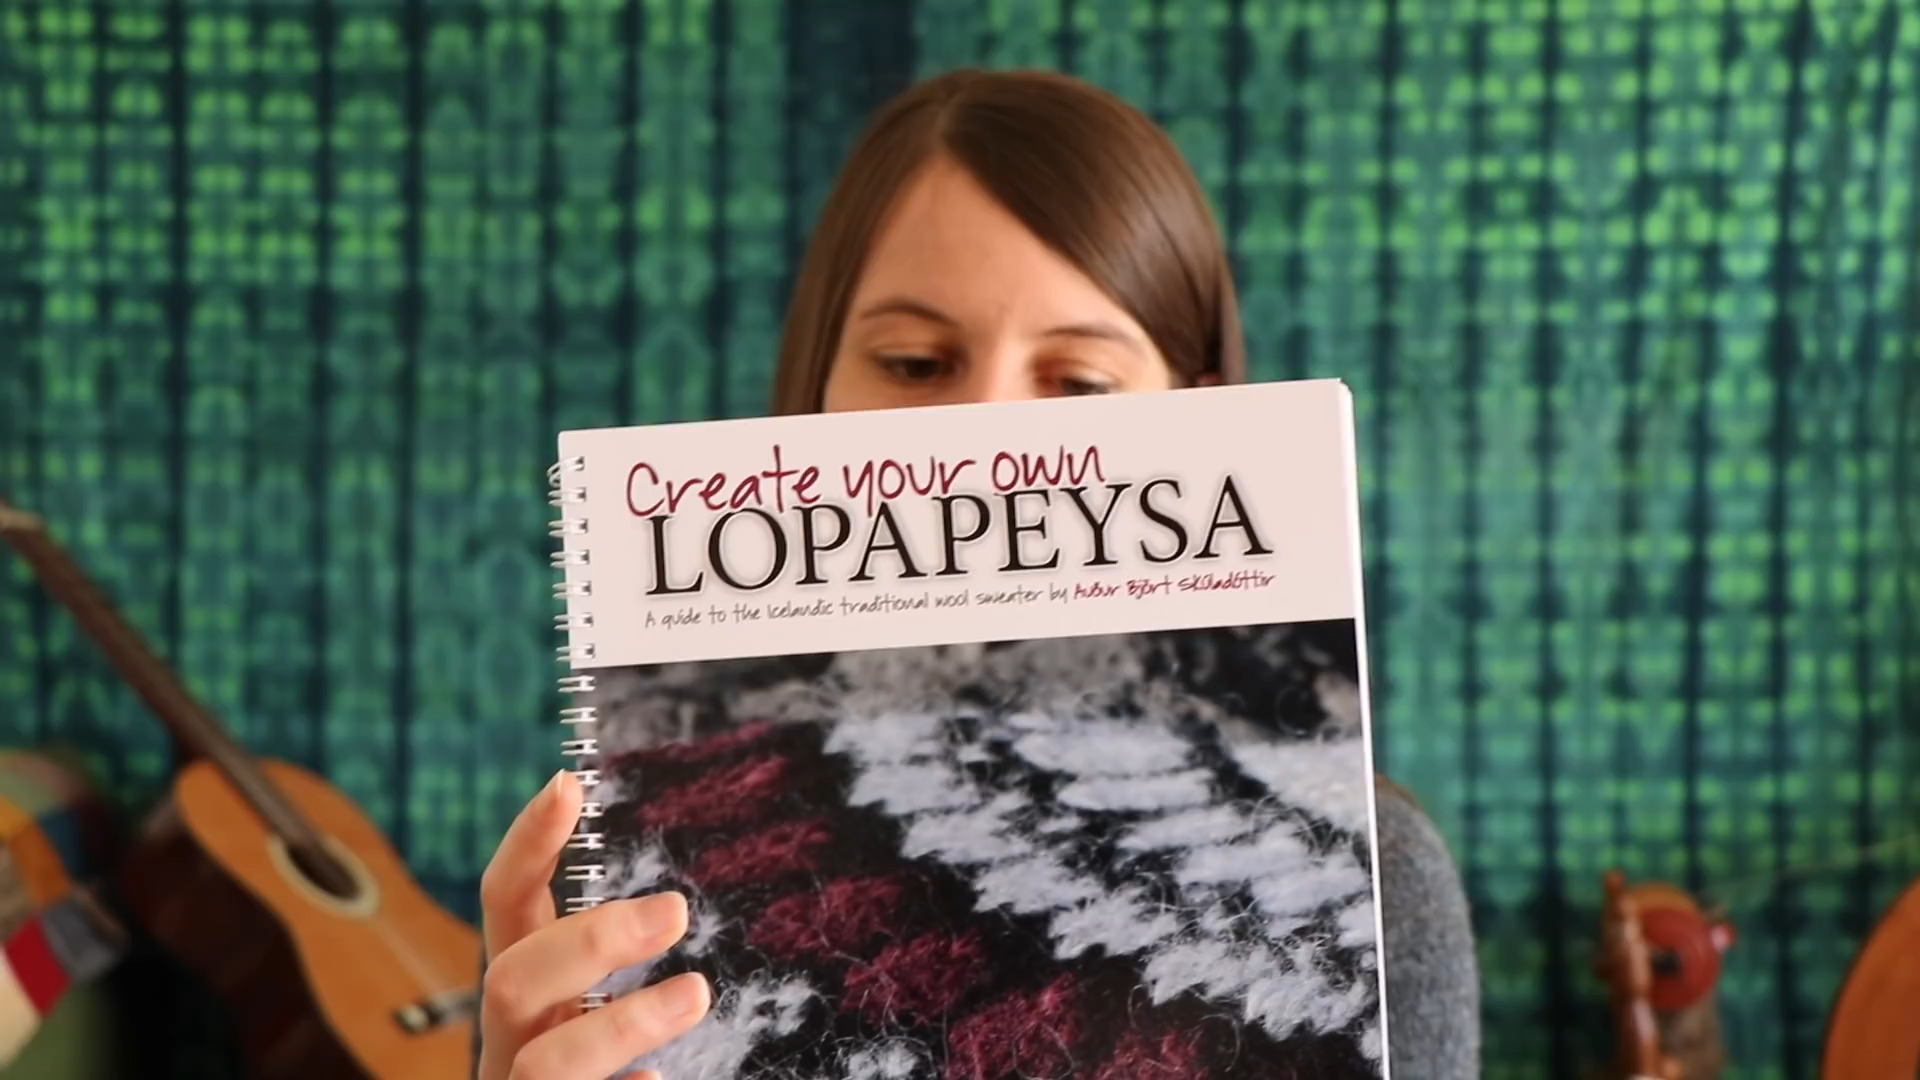 Create your own
LOPAPEYSA
A guide to the Icelandic traditional wool sweater by Auður Björt Skúladóttir